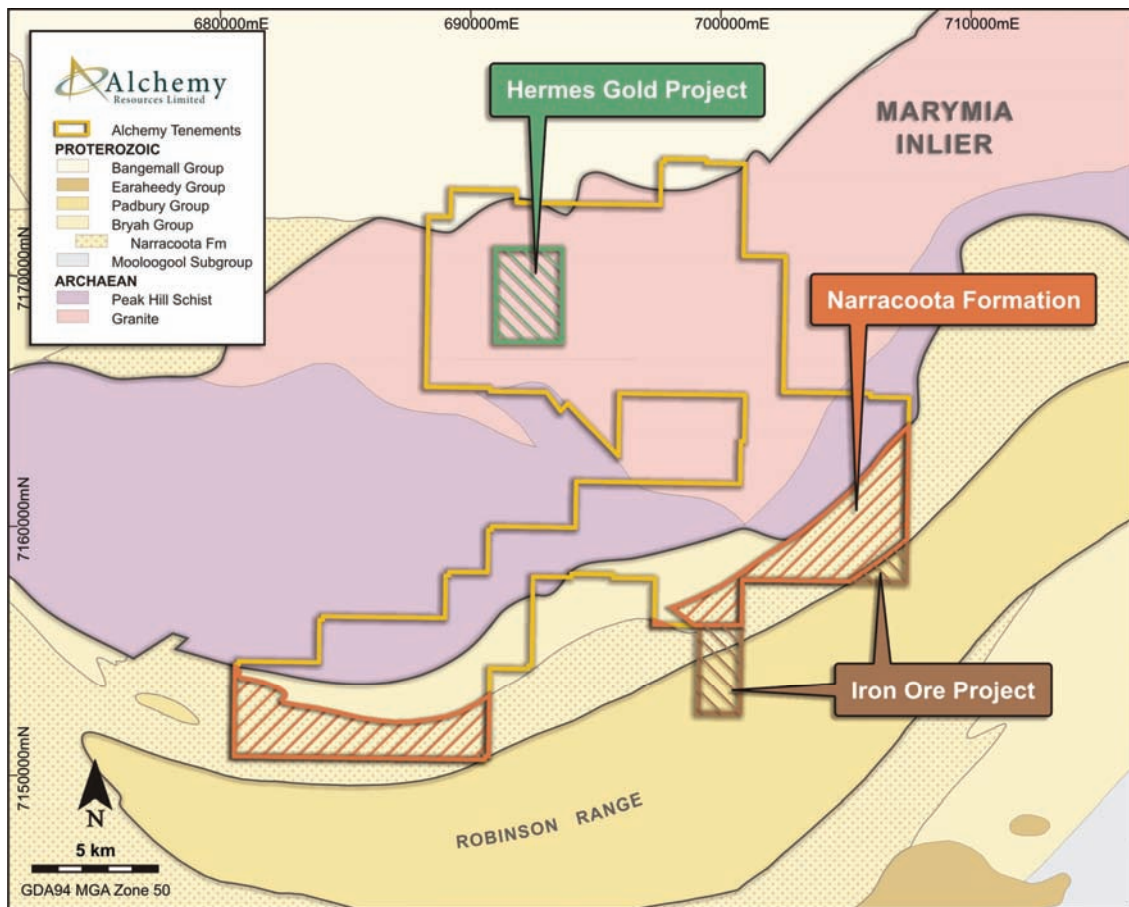 680000mE
690000mE
700000mE
710000mE
Alchemy
Resources Limited
Alchemy Tenements
PROTEROZOIC
Bangemall Group
Earaheedy Group
Padbury Group
Bryah Group
Narracoota Fm
Mooloogool Subgroup
ARCHAEAN
Peak Hill Schist
Granite
Hermes Gold Project
MARYMIA
INLIER
7170000mN
Narracoota Formation
7160000mN
Iron Ore Project
7150000mN
ROBINSON RANGE
N
5 km
GDA94 MGA Zone 50